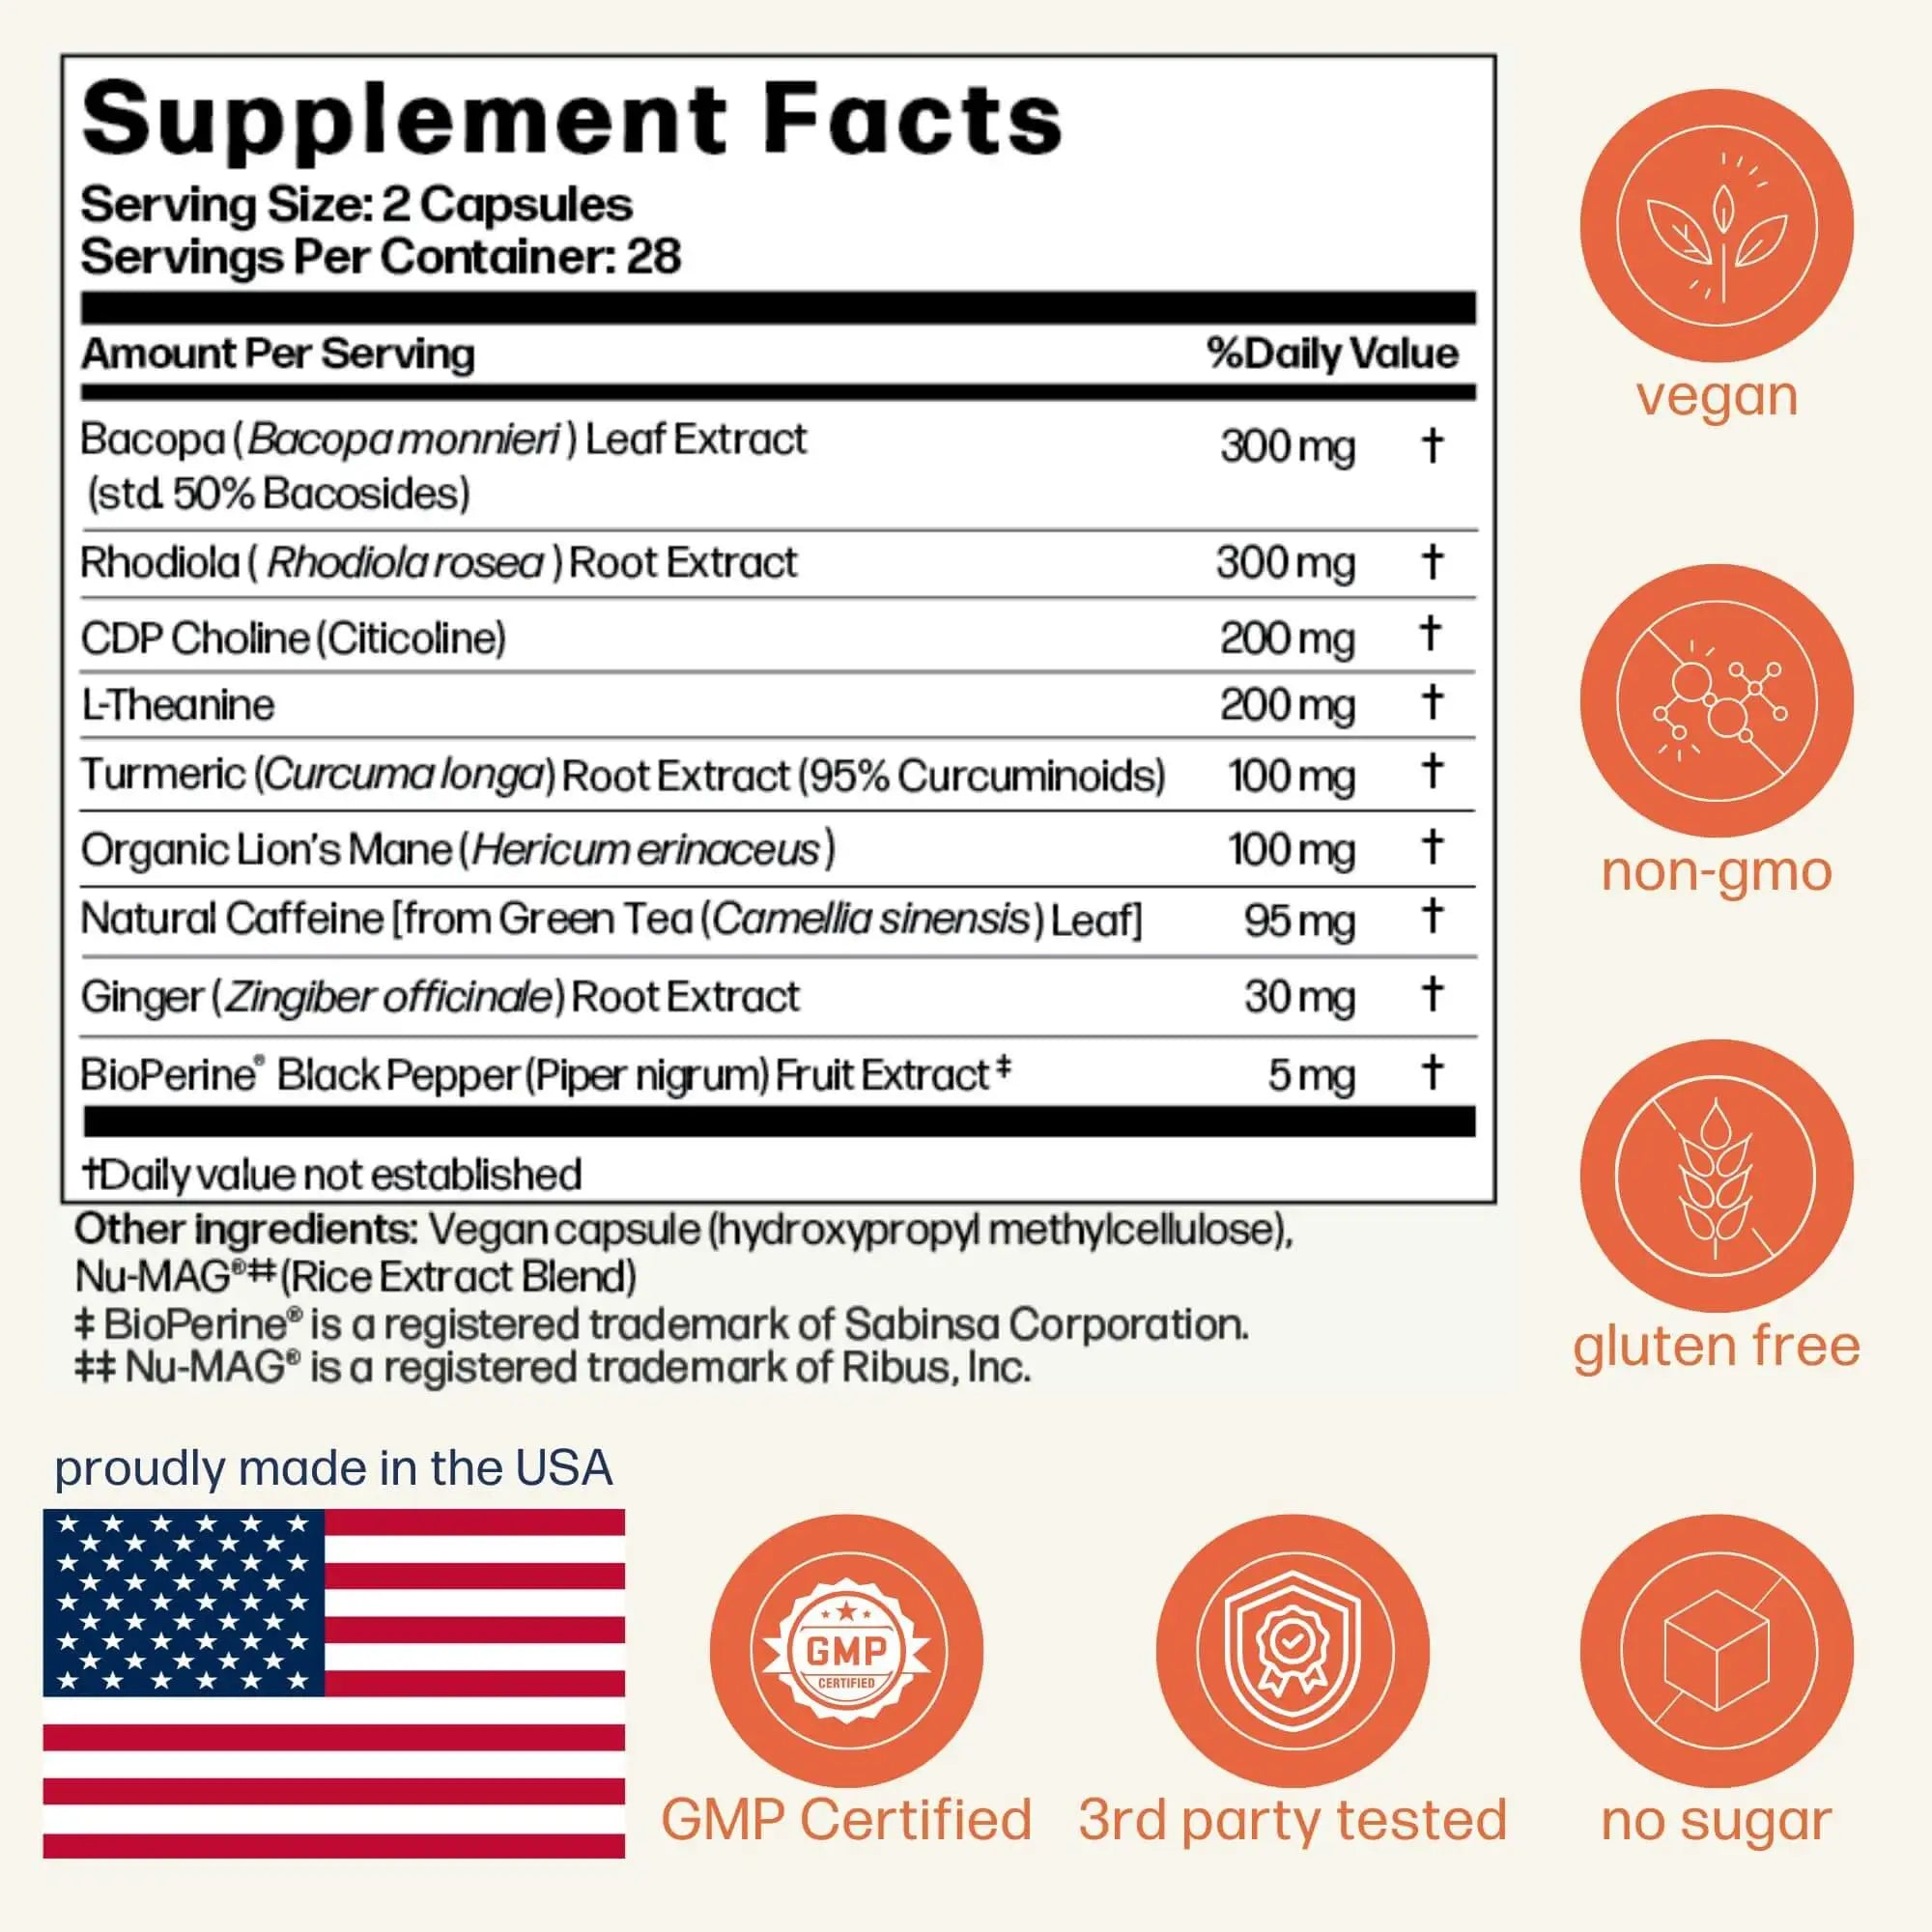 Supplement Facts
Serving Size: 2 Capsules
Servings Per Container: 28
Amount Per Serving %Daily Value
Bacopa (Bacopa monnieri) Leaf Extract 300 mg †
(std. 50% Bacosides)
Rhodiola (Rhodiola rosea) Root Extract 300 mg †
CDP Choline (Citicoline) 200 mg †
L-Theanine 200 mg †
Turmeric (Curcuma longa) Root Extract (95% Curcuminoids) 100 mg †
Organic Lion's Mane (Hericum erinaceus) 100 mg †
Natural Caffeine [from Green Tea (Camellia sinensis) Leaf] 95 mg †
Ginger (Zingiber officinale) Root Extract 30 mg †
BioPerine® Black Pepper (Piper nigrum) Fruit Extract ‡ 5 mg †
†Daily value not established
Other ingredients: Vegan capsule (hydroxypropyl methylcellulose),
Nu-MAG®‡‡ (Rice Extract Blend)
‡ BioPerine® is a registered trademark of Sabinsa Corporation.
‡‡ Nu-MAG® is a registered trademark of Ribus, Inc.
vegan
non-gmo
gluten free
proudly made in the USA
GMP
CERTIFIED
GMP Certified
3rd party tested
no sugar